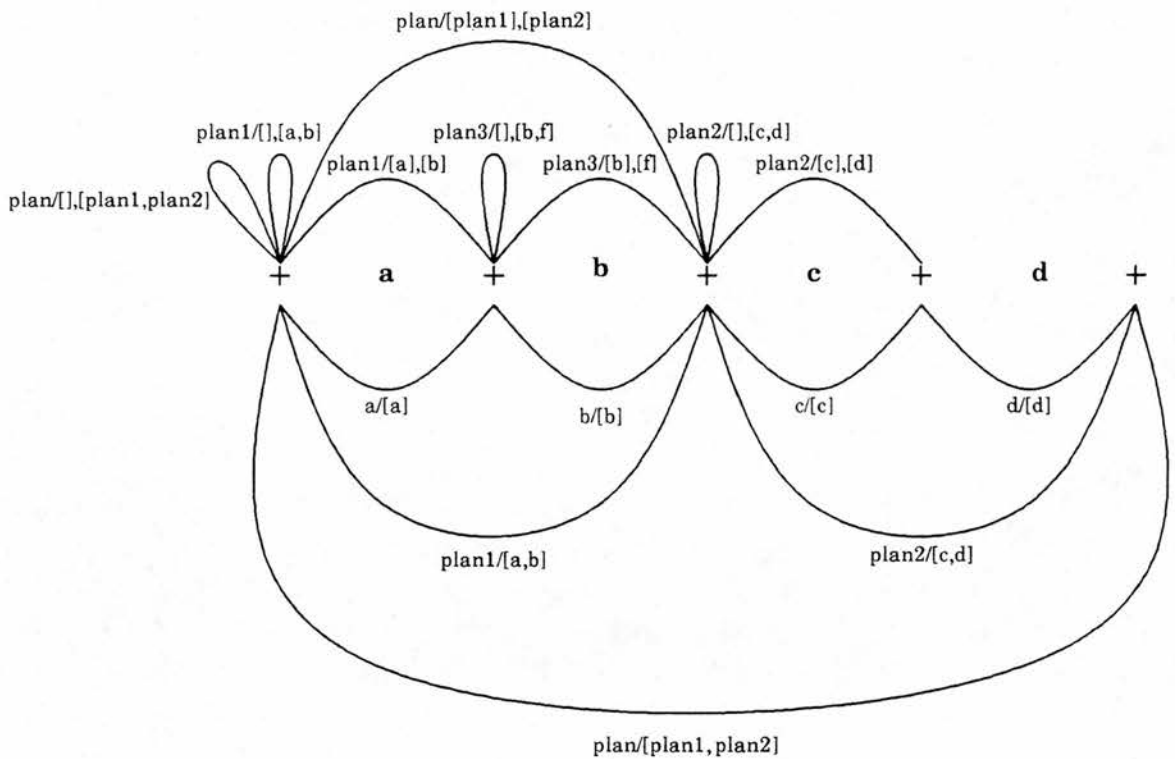 plan/[plan1],[plan2]
plan1/[],[a,b]
plan3/[],[b,f]
plan2/[],[c,d]
plan1/[a],[b]
plan3/[b],[f]
plan2/[c],[d]
plan/[],[plan1,plan2]
+ a + b + c + d +
a/[a]
b/[b]
c/[c]
d/[d]
plan1/[a,b]
plan2/[c,d]
plan/[plan1,plan2]